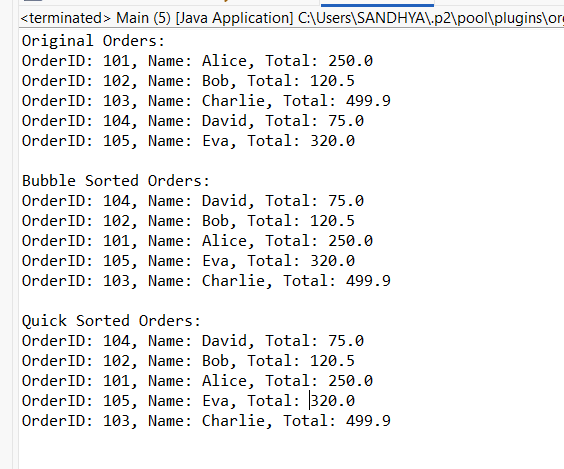 <terminated> Main (5) [Java Application] C:\Users\SANDHYA\.p2\pool\plugins\org
Original Orders:
OrderID: 101, Name: Alice, Total: 250.0
OrderID: 102, Name: Bob, Total: 120.5
OrderID: 103, Name: Charlie, Total: 499.9
OrderID: 104, Name: David, Total: 75.0
OrderID: 105, Name: Eva, Total: 320.0
Bubble Sorted Orders:
OrderID: 104, Name: David, Total: 75.0
OrderID: 102, Name: Bob, Total: 120.5
OrderID: 101, Name: Alice, Total: 250.0
OrderID: 105, Name: Eva, Total: 320.0
OrderID: 103, Name: Charlie, Total: 499.9
Quick Sorted Orders:
OrderID: 104, Name: David, Total: 75.0
OrderID: 102, Name: Bob, Total: 120.5
OrderID: 101, Name: Alice, Total: 250.0
OrderID: 105, Name: Eva, Total: 320.0
OrderID: 103, Name: Charlie, Total: 499.9